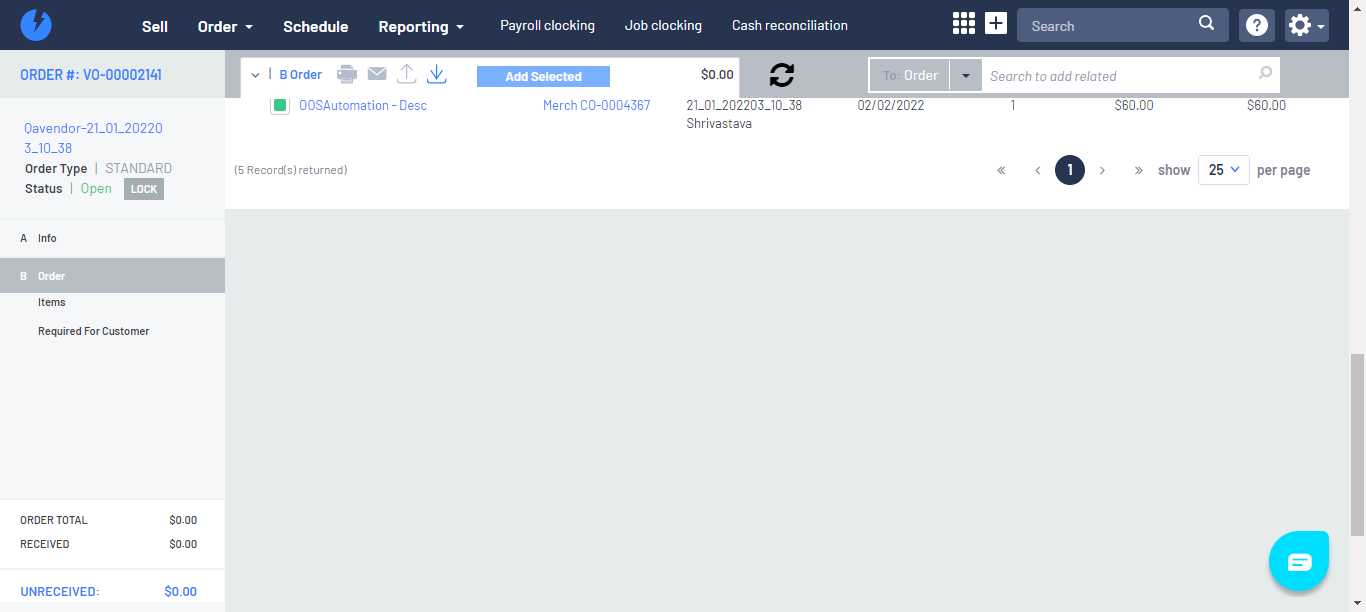 Sell
Order
Schedule
Reporting
Payroll clocking
Job clocking
Cash reconciliation
Search
ORDER #: VO-00002141
B Order
Add Selected
$0.00
To: Order
Search to add related
OOSAutomation - Desc
Merch CO-0004367
21_01_202203_10_38
Shrivastava
02/02/2022
1
$60.00
$60.00
(5 Record(s) returned)
« ‹ 1 › » show 25 per page
Qavendor-21_01_20220
3_10_38
Order Type | STANDARD
Status | Open LOCK
A Info
B Order
Items
Required For Customer
ORDER TOTAL $0.00
RECEIVED $0.00
UNRECEIVED: $0.00